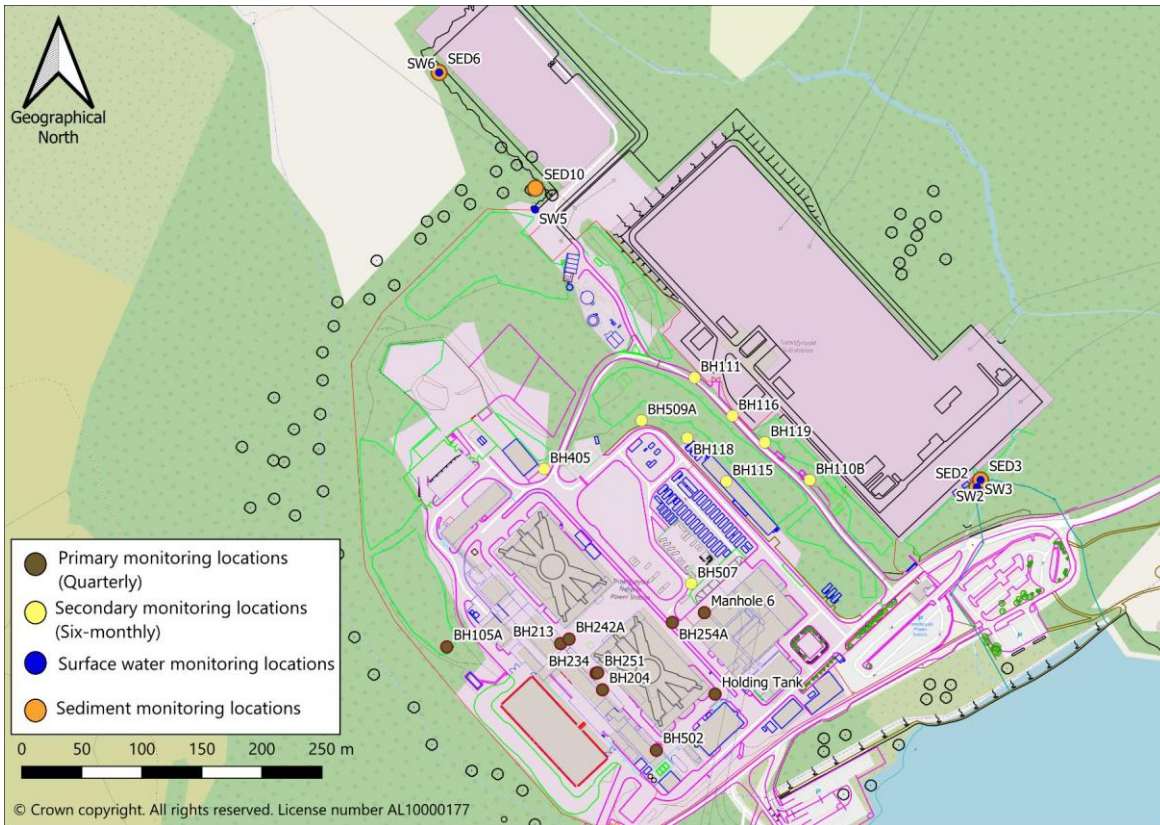 Geographical
North
SW6
SED6
SED10
SW5
BH111
BH116
BH509A
BH119
BH118
BH405
BH115
BH110B
SED2
SED3
SW2
SW3
BH507
Manhole 6
BH254A
BH105A
BH213
BH242A
BH234
BH251
BH204
Holding Tank
BH502
Primary monitoring locations
(Quarterly)
Secondary monitoring locations
(Six-monthly)
Surface water monitoring locations
Sediment monitoring locations
0 50 100 150 200 250 m
© Crown copyright. All rights reserved. License number AL10000177